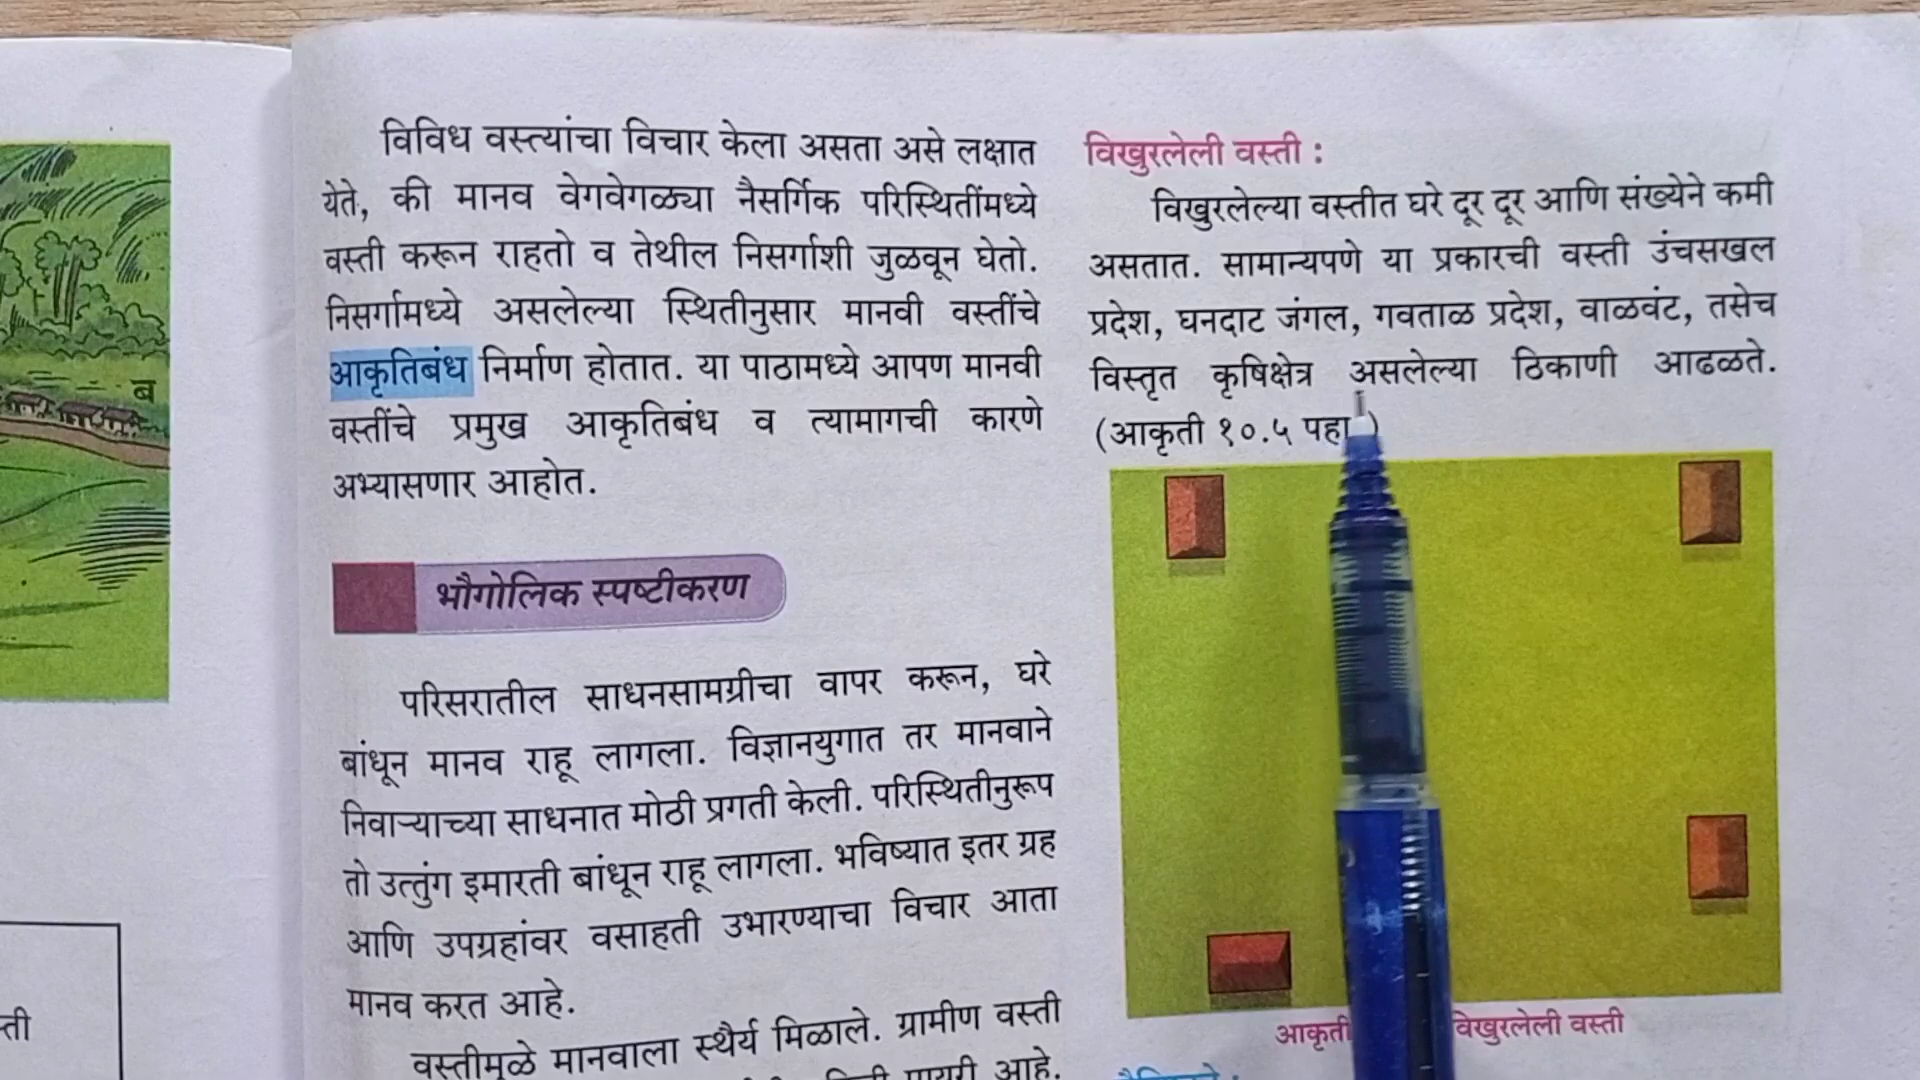 ब
ती
विविध वस्त्यांचा विचार केला असता असे लक्षात
येते, की मानव वेगवेगळ्या नैसर्गिक परिस्थितींमध्ये
वस्ती करून राहतो व तेथील निसर्गाशी जुळवून घेतो.
निसर्गामध्ये असलेल्या स्थितीनुसार मानवी वस्तींचे
आकृतिबंध निर्माण होतात. या पाठामध्ये आपण मानवी
वस्तींचे प्रमुख आकृतिबंध व त्यामागची कारणे
अभ्यासणार आहोत.
भौगोलिक स्पष्टीकरण
परिसरातील साधनसामग्रीचा वापर करून, घरे
बांधून मानव राहू लागला. विज्ञानयुगात तर मानवाने
निवाऱ्याच्या साधनात मोठी प्रगती केली. परिस्थितीनुरूप
तो उत्तुंग इमारती बांधून राहू लागला. भविष्यात इतर ग्रह
आणि उपग्रहांवर वसाहती उभारण्याचा विचार आता
मानव करत आहे.
वस्तीमुळे मानवाला स्थैर्य मिळाले. ग्रामीण वस्ती
पायरी आहे.
विखुरलेली वस्ती :
विखुरलेल्या वस्तीत घरे दूर दूर आणि संख्येने कमी
असतात. सामान्यपणे या प्रकारची वस्ती उंचसखल
प्रदेश, घनदाट जंगल, गवताळ प्रदेश, वाळवंट, तसेच
विस्तृत कृषिक्षेत्र असलेल्या ठिकाणी आढळते.
(आकृती १०.५ पहा)
आकृती विखुरलेली वस्ती